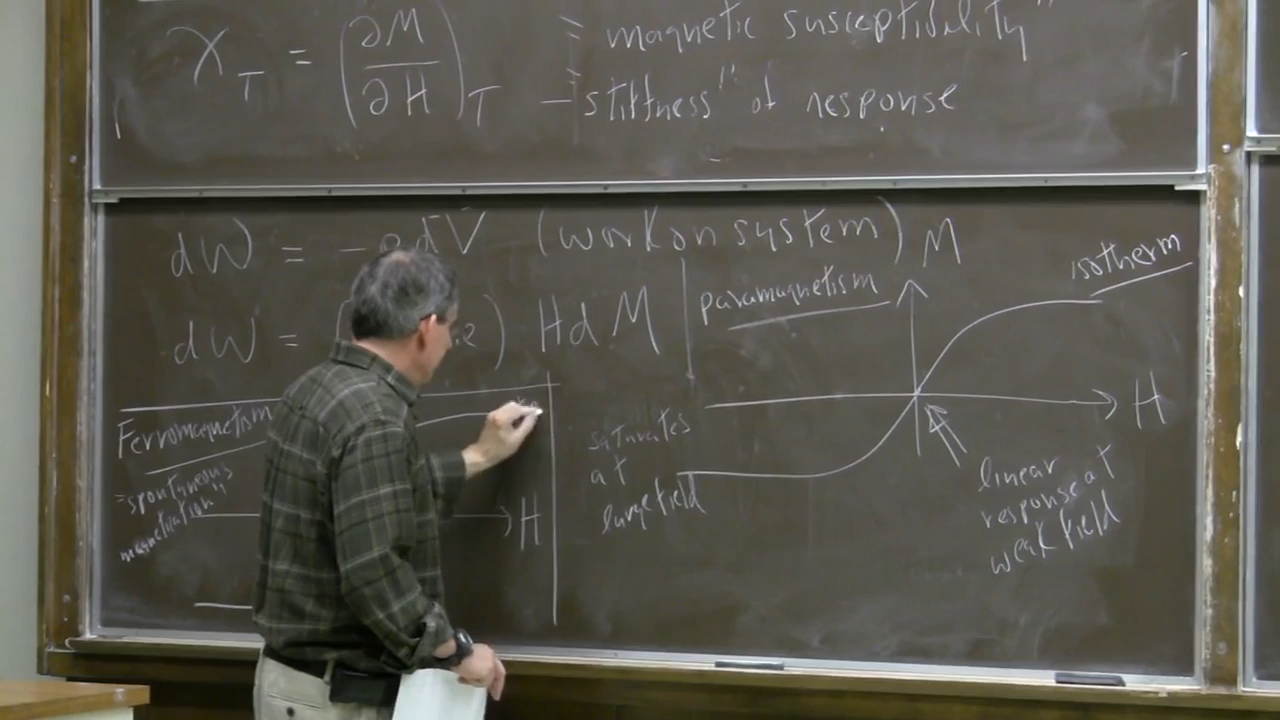 χ_T = (∂M/∂H)_T = magnetic susceptibility"
– "stiffness" of response
dW = - pdV (work on system)
dW = ( ) H dM
Ferromagnetism
"spontaneous
magnetization"
H
paramagnetism
M
isotherm
H
saturates
at
large field
linear
response at
weak field